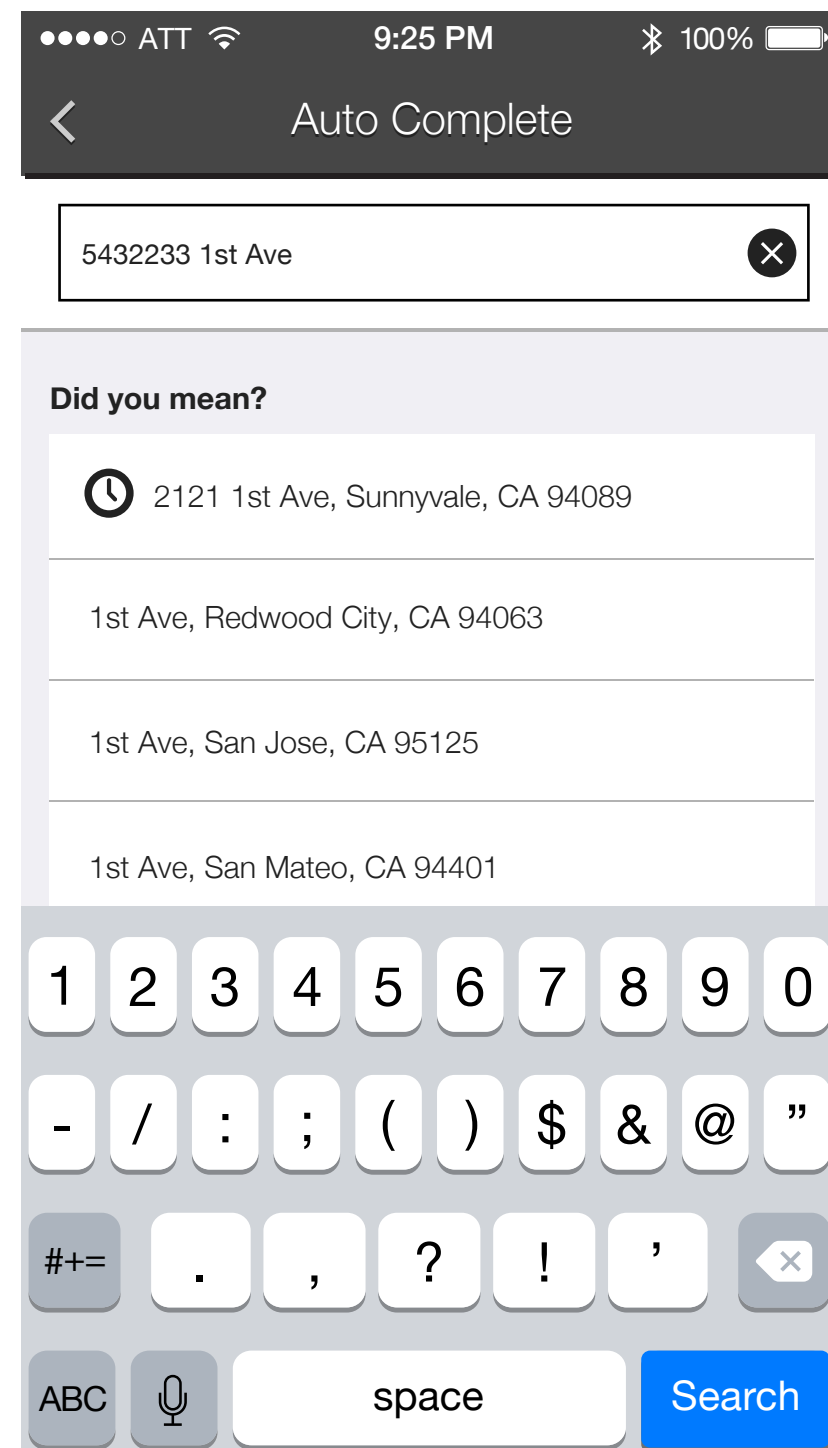 ATT 9:25 PM 100%
Auto Complete
5432233 1st Ave
Did you mean?
2121 1st Ave, Sunnyvale, CA 94089
1st Ave, Redwood City, CA 94063
1st Ave, San Jose, CA 95125
1st Ave, San Mateo, CA 94401
1 2 3 4 5 6 7 8 9 0
- / : ; ( ) $ & @ ”
#+= . , ? ! ’
ABC space Search